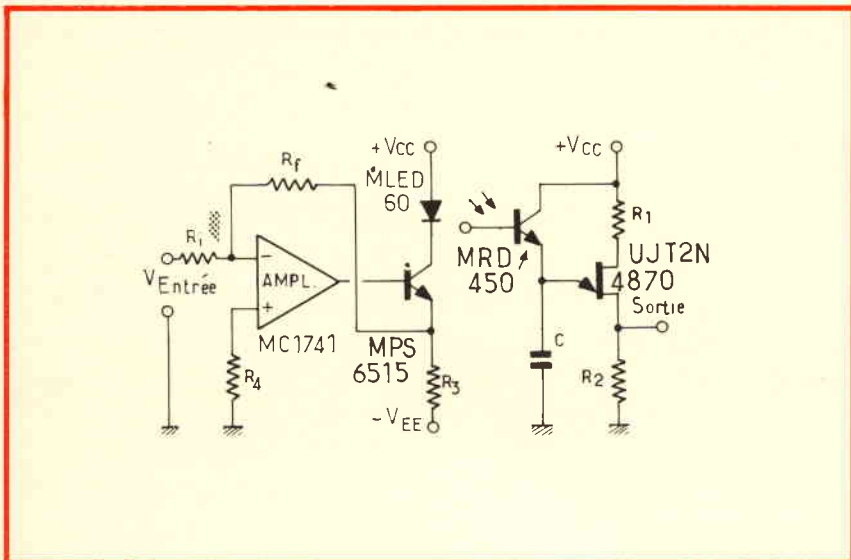 +VCC
Rf
MLED
60
R1
VEntrée
-
AMPL.
+
MC1741
R4
MPS
6515
R3
-VEE
+VCC
MRD
450
R1
UJT2N
4870
Sortie
C
R2